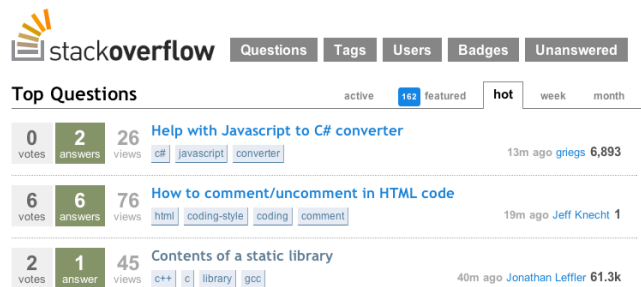 stackoverflow Questions Tags Users Badges Unanswered
Top Questions active 162 featured hot week month
0 2 26 Help with Javascript to C# converter
votes answers views c# javascript converter 13m ago griegs 6,893
6 6 76 How to comment/uncomment in HTML code
votes answers views html coding-style coding comment 19m ago Jeff Knecht 1
2 1 45 Contents of a static library
votes answer views c++ c library gcc 40m ago Jonathan Leffler 61.3k